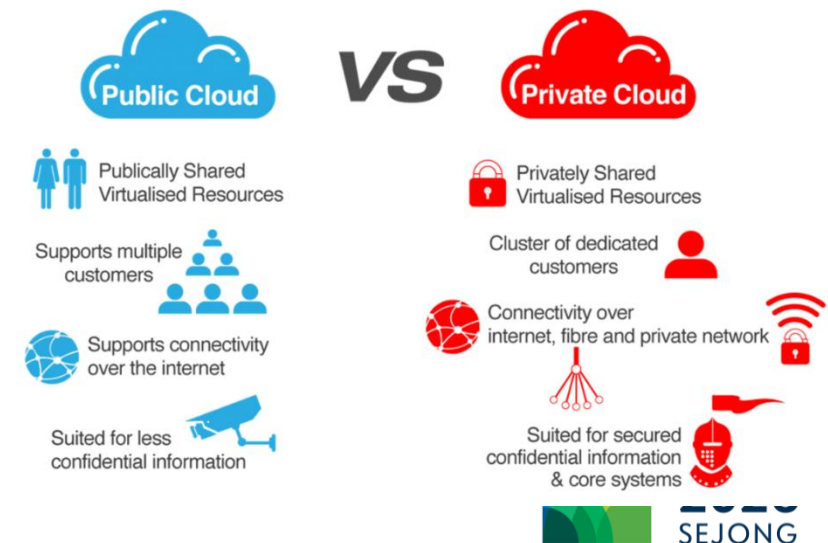 Public Cloud
VS
Private Cloud
Publically Shared
Virtualised Resources
Supports multiple
customers
Supports connectivity
over the internet
Suited for less
confidential information
Privately Shared
Virtualised Resources
Cluster of dedicated
customers
Connectivity over
internet, fibre and private network
Suited for secured
confidential information
& core systems
SEJONG